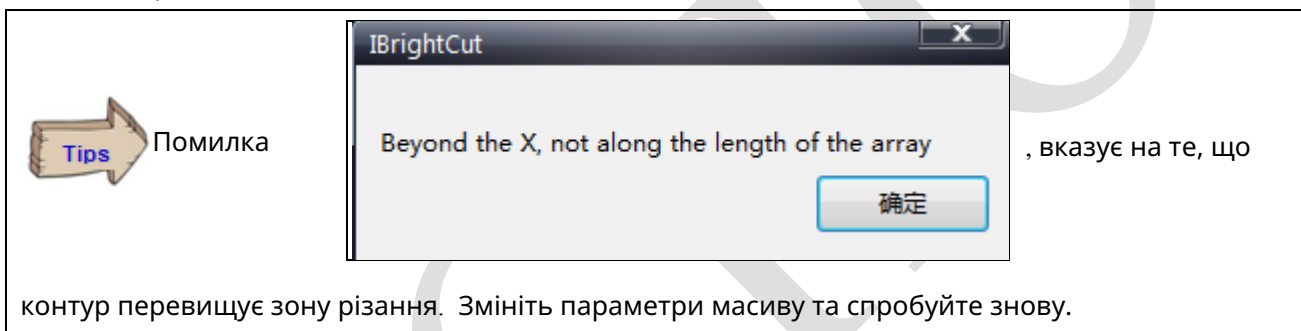 IBrightCut
X
Tips
Помилка
Beyond the X, not along the length of the array
, вказує на те, що
确定
контур перевищує зону різання. Змініть параметри масиву та спробуйте знову.